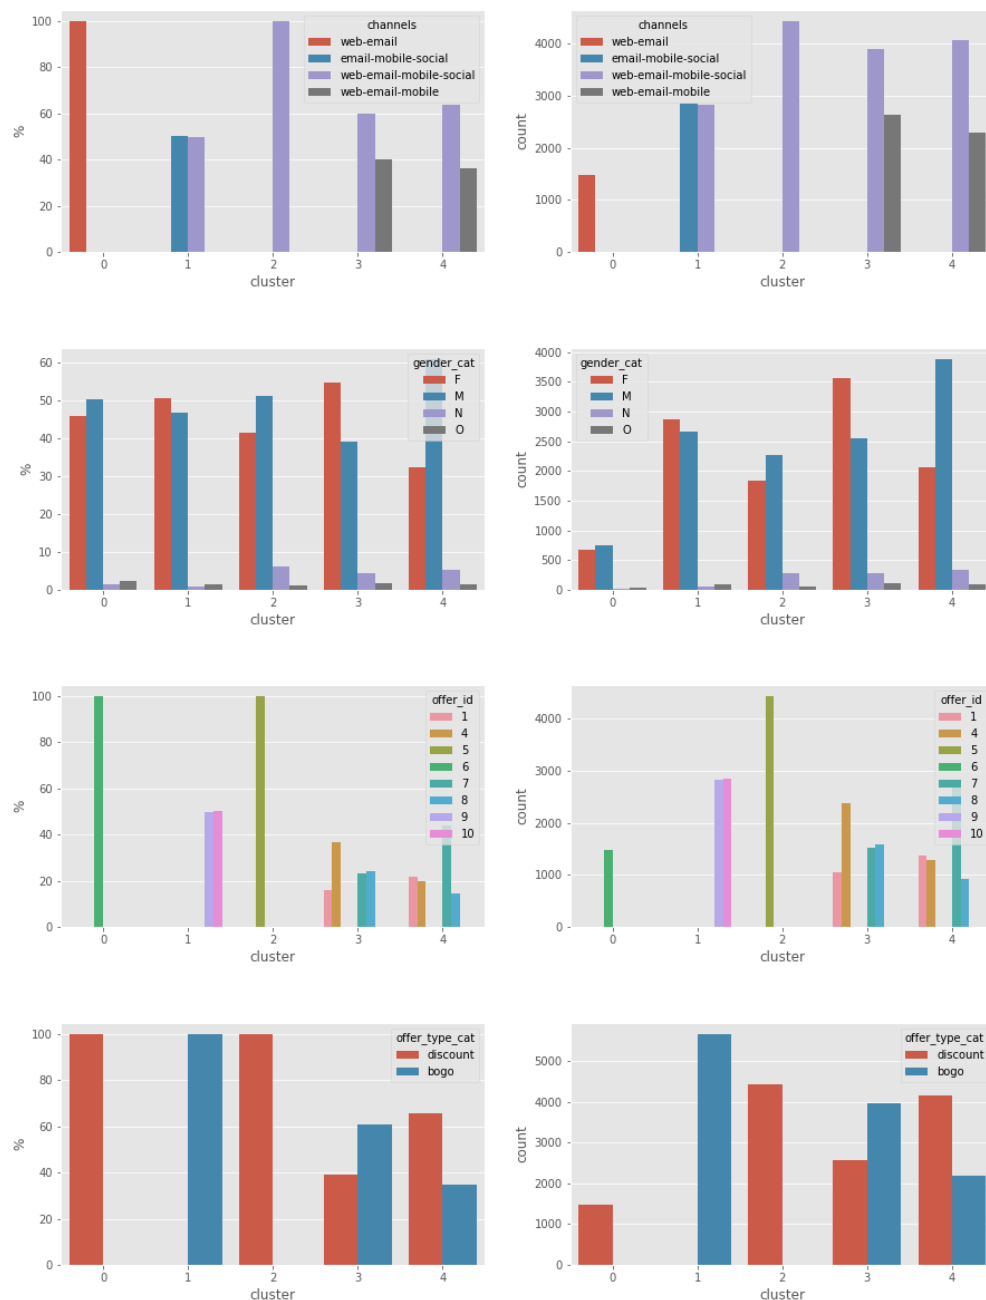 channels
web-email
email-mobile-social
web-email-mobile-social
web-email-mobile
100
80
60
40
20
0
%
0 1 2 3 4
cluster
channels
web-email
email-mobile-social
web-email-mobile-social
web-email-mobile
4000
3000
2000
1000
0
count
0 1 2 3 4
cluster
gender_cat
F
M
N
O
60
50
40
30
20
10
0
%
0 1 2 3 4
cluster
gender_cat
F
M
N
O
4000
3500
3000
2500
2000
1500
1000
500
0
count
0 1 2 3 4
cluster
offer_id
1
4
5
6
7
8
9
10
100
80
60
40
20
0
%
0 1 2 3 4
cluster
offer_id
1
4
5
6
7
8
9
10
4000
3000
2000
1000
0
count
0 1 2 3 4
cluster
offer_type_cat
discount
bogo
100
80
60
40
20
0
%
0 1 2 3 4
cluster
offer_type_cat
discount
bogo
5000
4000
3000
2000
1000
0
count
0 1 2 3 4
cluster